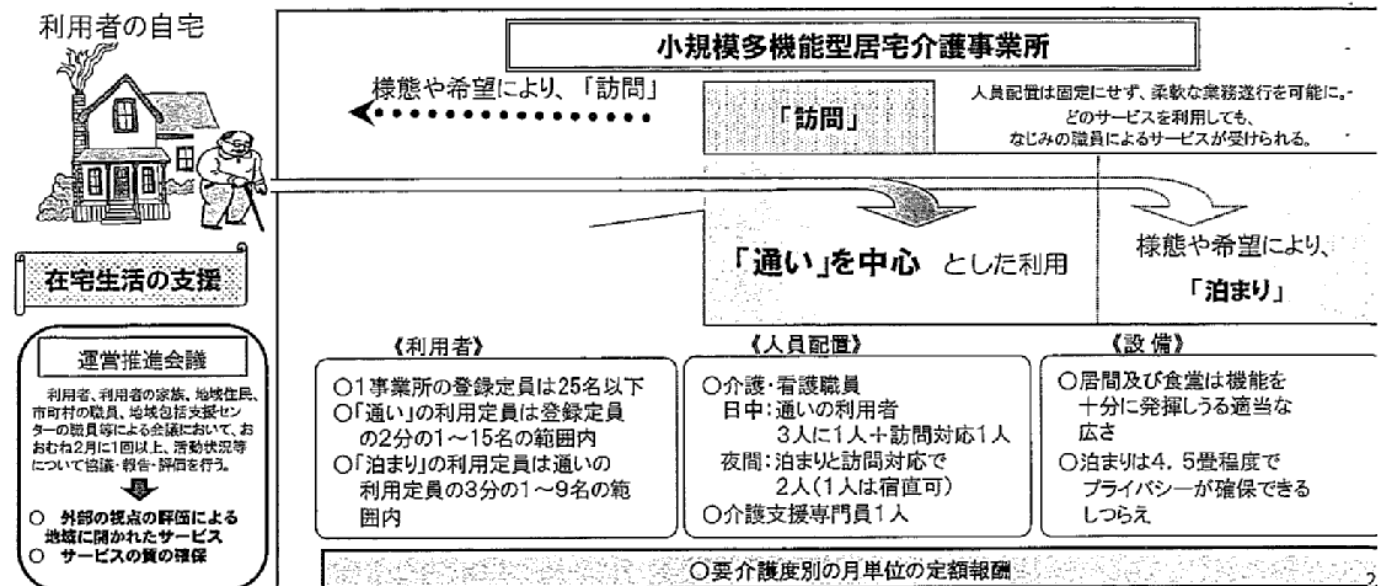 利用者の自宅
小規模多機能型居宅介護事業所
様態や希望により、「訪問」
「訪問」
人員配置は固定にせず、柔軟な業務遂行を可能に。
どのサービスを利用しても、
なじみの職員によるサービスが受けられる。
「通い」を中心 とした利用
様態や希望により、
「泊まり」
在宅生活の支援
運営推進会議
利用者、利用者の家族、地域住民、
市町村の職員、地域包括支援セン
ターの職員等による会議において、お
おむね2月に1回以上、活動状況等
について協議・報告・評価を行う。
○ 外部の視点の評価による
地域に開かれたサービス
○ サービスの質の確保
《利用者》
○1事業所の登録定員は25名以下
○「通い」の利用定員は登録定員
の2分の1～15名の範囲内
○「泊まり」の利用定員は通いの
利用定員の3分の1～9名の範
囲内
《人員配置》
○介護・看護職員
日中：通いの利用者
3人に1人＋訪問対応1人
夜間：泊まりと訪問対応で
2人（1人は宿直可）
○介護支援専門員1人
《設備》
○居間及び食堂は機能を
十分に発揮しうる適当な
広さ
○泊まりは4．5畳程度で
プライバシーが確保できる
しつらえ
○要介護度別の月単位の定額報酬
2